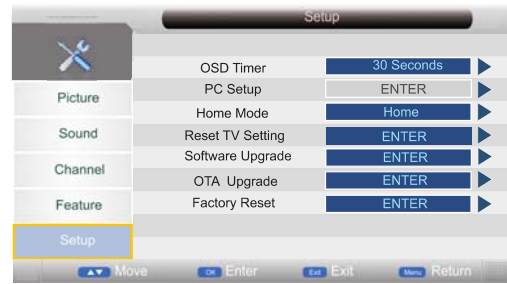 Setup
Picture
Sound
Channel
Feature
Setup
OSD Timer 30 Seconds
PC Setup ENTER
Home Mode Home
Reset TV Setting ENTER
Software Upgrade ENTER
OTA Upgrade ENTER
Factory Reset ENTER
▲▼ Move OK Enter Exit Exit Menu Return